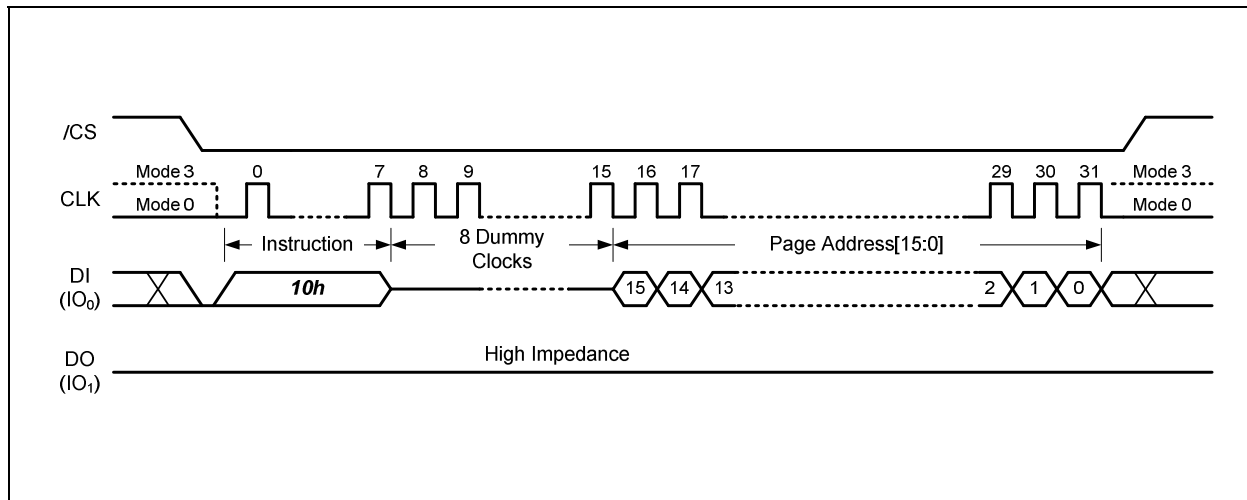 /CS
Mode 3 0 7 8 9 15 16 17 29 30 31 Mode 3
CLK
Mode 0 Mode 0
Instruction 8 Dummy Clocks Page Address[15:0]
DI
(IO₀)
10h 15 14 13 2 1 0
High Impedance
DO
(IO₁)